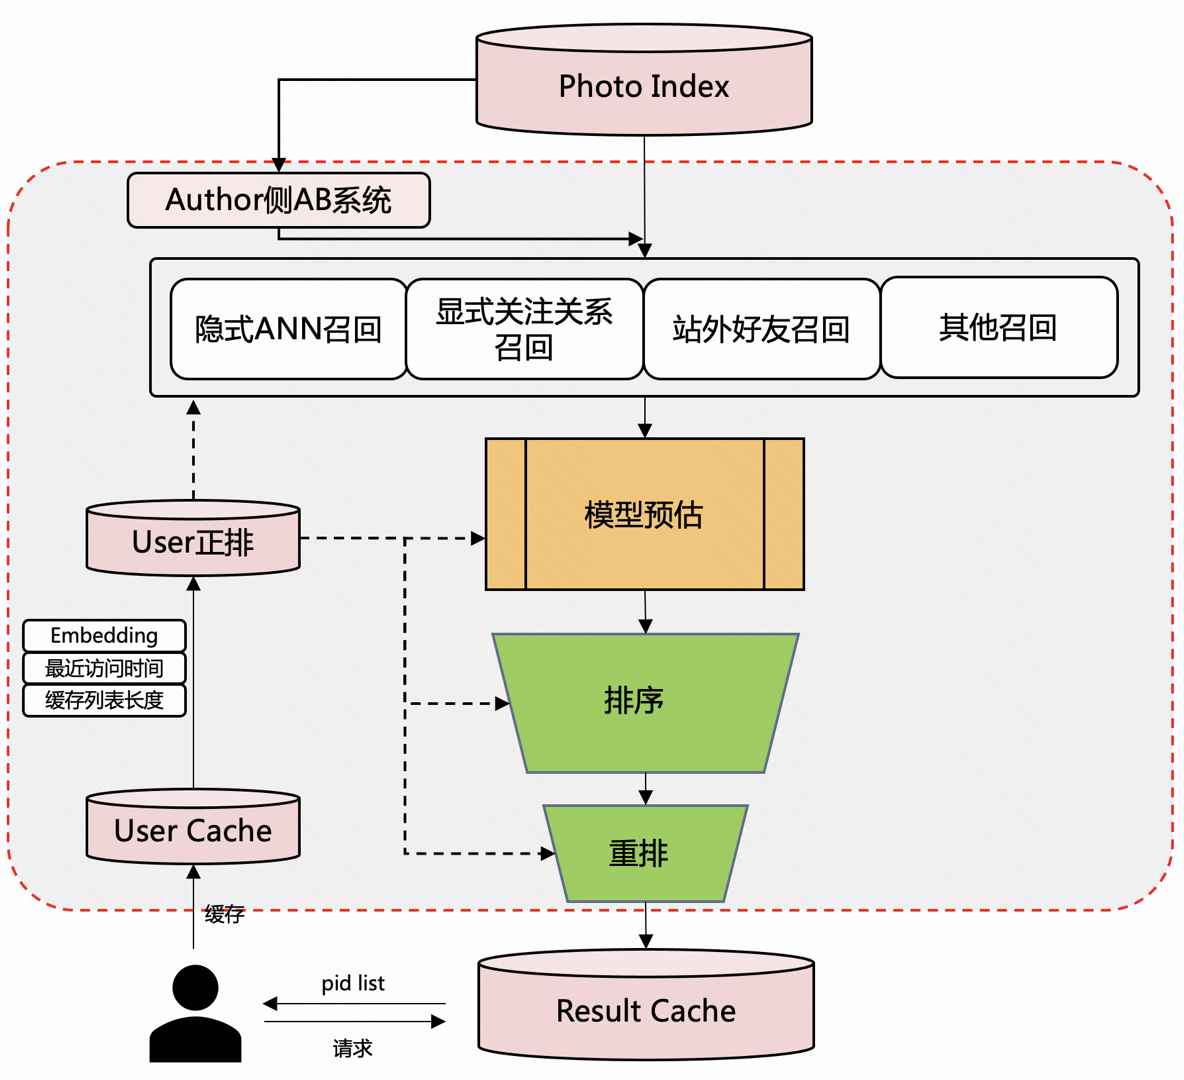 Photo Index
Author侧AB系统
隐式ANN召回
显式关注关系
召回
站外好友召回
其他召回
模型预估
User正排
Embedding
最近访问时间
缓存列表长度
排序
User Cache
重排
缓存
pid list
请求
Result Cache